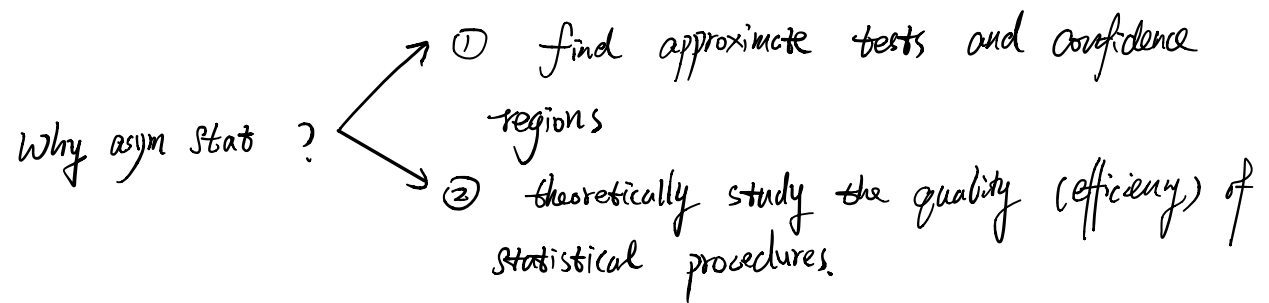 ① find approximate tests and confidence
regions
Why asym stat ?
② theoretically study the quality (efficiency) of
statistical procedures.